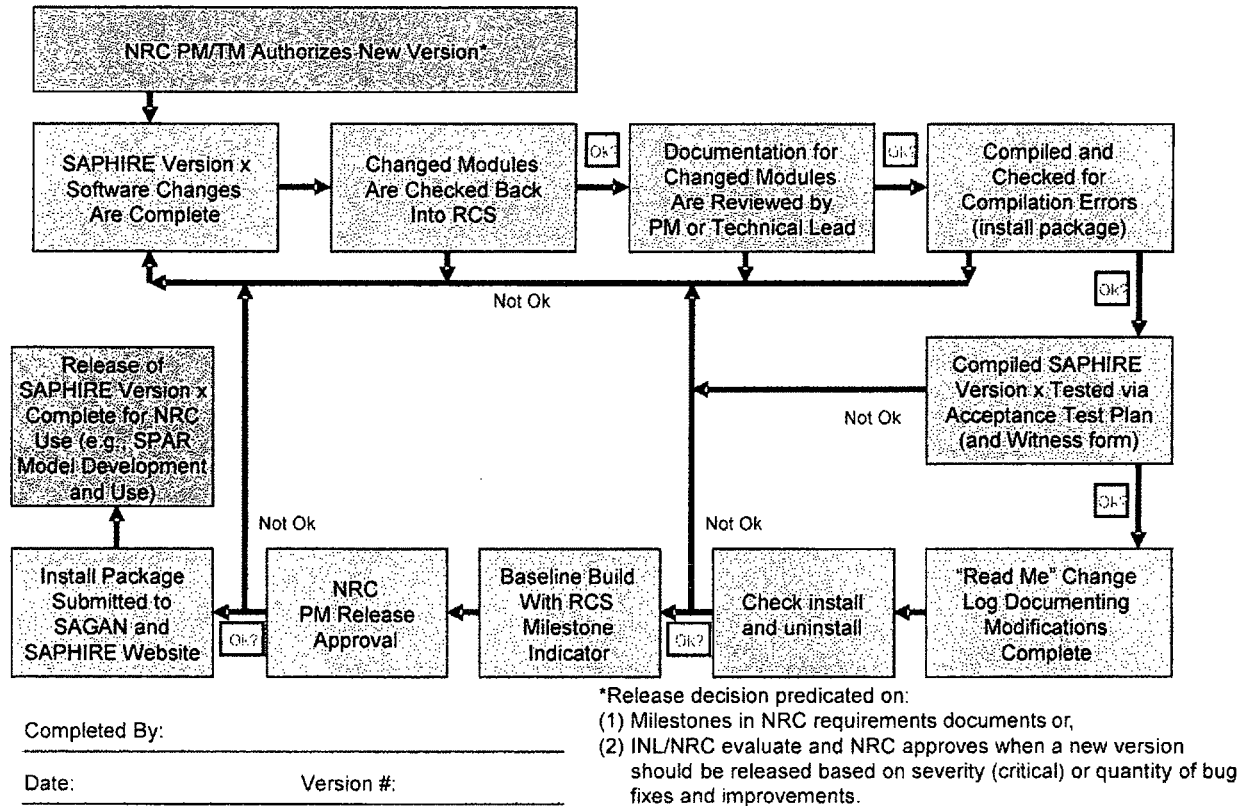 NRC PM/TM Authorizes New Version*
SAPHIRE Version x
Software Changes
Are Complete
Changed Modules
Are Checked Back
Into RCS
Ok?
Documentation for
Changed Modules
Are Reviewed by
PM or Technical Lead
Ok?
Compiled and
Checked for
Compilation Errors
(install package)
Not Ok
Ok?
Release of
SAPHIRE Version x
Complete for NRC
Use (e.g., SPAR
Model Development
and Use)
Compiled SAPHIRE
Version x Tested via
Acceptance Test Plan
(and Witness form)
Not Ok
Ok?
Not Ok
Not Ok
Install Package
Submitted to
SAGAN and
SAPHIRE Website
Ok?
NRC
PM Release
Approval
Baseline Build
With RCS
Milestone
Indicator
Ok?
Check install
and uninstall
"Read Me" Change
Log Documenting
Modifications
Complete
Completed By:
Date: Version #:
*Release decision predicated on:
(1) Milestones in NRC requirements documents or,
(2) INL/NRC evaluate and NRC approves when a new version
should be released based on severity (critical) or quantity of bug
fixes and improvements.